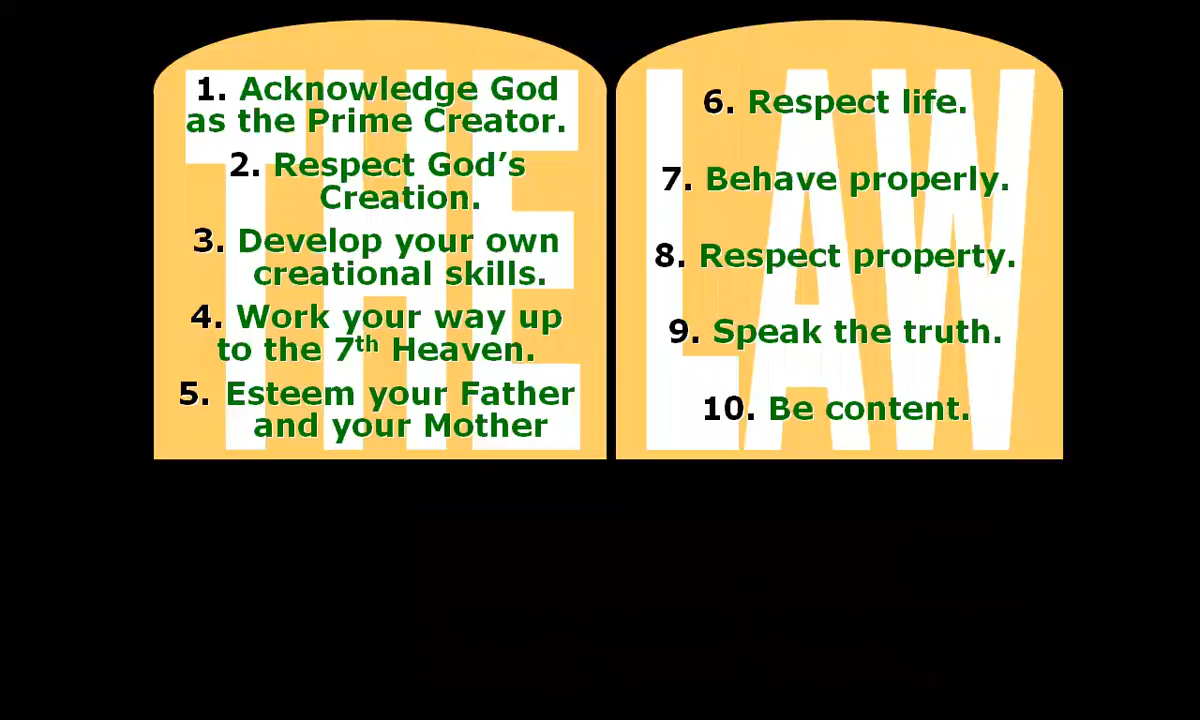 THE LAW
1. Acknowledge God
as the Prime Creator.
2. Respect God’s
Creation.
3. Develop your own
creational skills.
4. Work your way up
to the 7th Heaven.
5. Esteem your Father
and your Mother
6. Respect life.
7. Behave properly.
8. Respect property.
9. Speak the truth.
10. Be content.